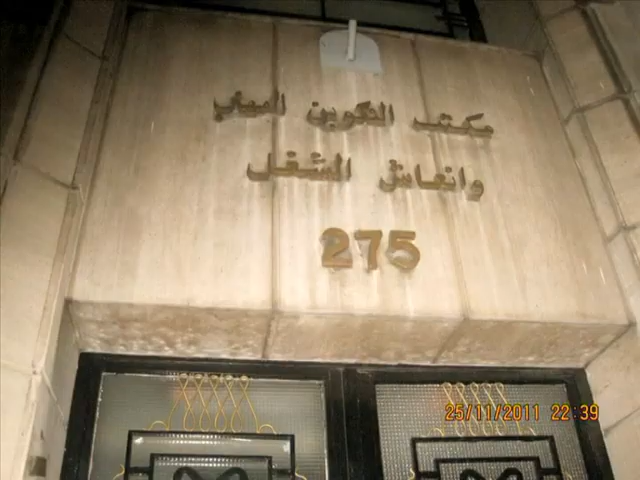 مكتب التكوين المهني
وانعاش الشغل
275
25/11/2011 22:39